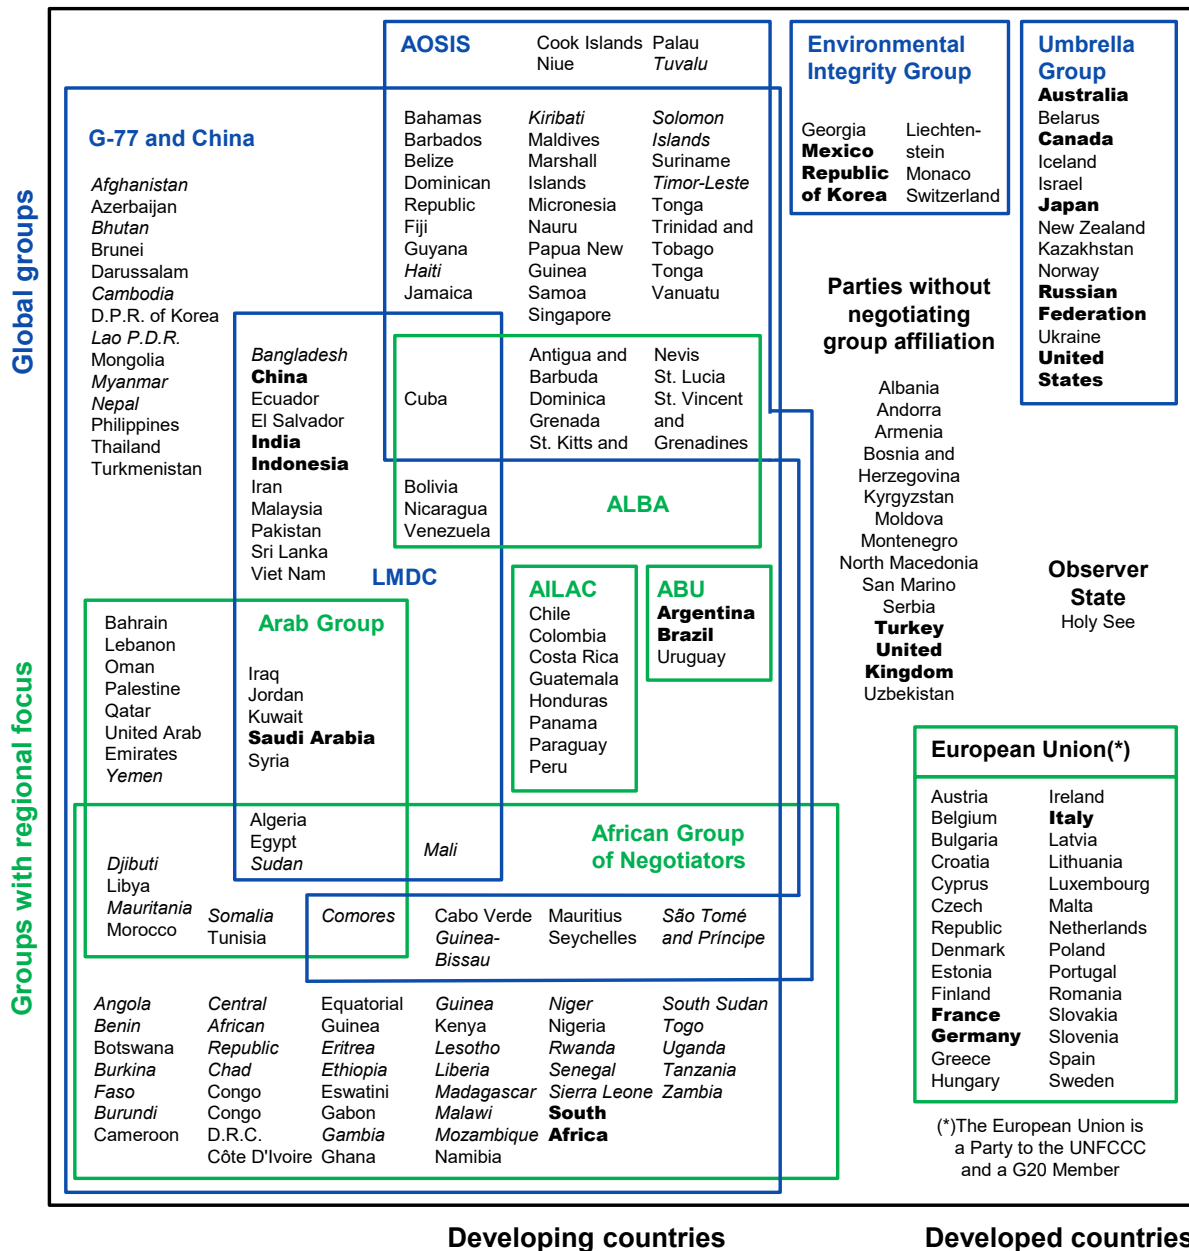 Global groups
Groups with regional focus
AOSIS
Cook Islands
Niue
Palau
Tuvalu
Bahamas
Barbados
Belize
Dominican
Republic
Fiji
Guyana
Haiti
Jamaica
Kiribati
Maldives
Marshall
Islands
Micronesia
Nauru
Papua New
Guinea
Samoa
Singapore
Solomon
Islands
Suriname
Timor-Leste
Tonga
Trinidad and
Tobago
Tonga
Vanuatu
Environmental
Integrity Group
Georgia
Mexico
Republic
of Korea
Liechten-
stein
Monaco
Switzerland
Umbrella
Group
Australia
Belarus
Canada
Iceland
Israel
Japan
New Zealand
Kazakhstan
Norway
Russian
Federation
Ukraine
United
States
G-77 and China
Afghanistan
Azerbaijan
Bhutan
Brunei
Darussalam
Cambodia
D.P.R. of Korea
Lao P.D.R.
Mongolia
Myanmar
Nepal
Philippines
Thailand
Turkmenistan
Bangladesh
China
Ecuador
El Salvador
India
Indonesia
Iran
Malaysia
Pakistan
Sri Lanka
Viet Nam
LMDC
Cuba
Antigua and
Barbuda
Dominica
Grenada
St. Kitts and
Nevis
St. Lucia
St. Vincent
and
Grenadines
Bolivia
Nicaragua
Venezuela
ALBA
Parties without
negotiating
group affiliation
Albania
Andorra
Armenia
Bosnia and
Herzegovina
Kyrgyzstan
Moldova
Montenegro
North Macedonia
San Marino
Serbia
Turkey
United
Kingdom
Uzbekistan
Observer
State
Holy See
AILAC
Chile
Colombia
Costa Rica
Guatemala
Honduras
Panama
Paraguay
Peru
ABU
Argentina
Brazil
Uruguay
Arab Group
Bahrain
Lebanon
Oman
Palestine
Qatar
United Arab
Emirates
Yemen
Iraq
Jordan
Kuwait
Saudi Arabia
Syria
Algeria
Egypt
Sudan
Mali
African Group
of Negotiators
Djibuti
Libya
Mauritania
Morocco
Somalia
Tunisia
Comores
Cabo Verde
Guinea-
Bissau
Mauritius
Seychelles
São Tomé
and Príncipe
Angola
Benin
Botswana
Burkina
Faso
Burundi
Cameroon
Central
African
Republic
Chad
Congo
Congo
D.R.C.
Côte D'Ivoire
Equatorial
Guinea
Eritrea
Ethiopia
Eswatini
Gabon
Gambia
Ghana
Guinea
Kenya
Lesotho
Liberia
Madagascar
Malawi
Mozambique
Namibia
Niger
Nigeria
Rwanda
Senegal
Sierra Leone
South
Africa
South Sudan
Togo
Uganda
Tanzania
Zambia
European Union(*)
Austria
Belgium
Bulgaria
Croatia
Cyprus
Czech
Republic
Denmark
Estonia
Finland
France
Germany
Greece
Hungary
Ireland
Italy
Latvia
Lithuania
Luxembourg
Malta
Netherlands
Poland
Portugal
Romania
Slovakia
Slovenia
Spain
Sweden
(*)The European Union is
a Party to the UNFCCC
and a G20 Member
Developing countries
Developed countries